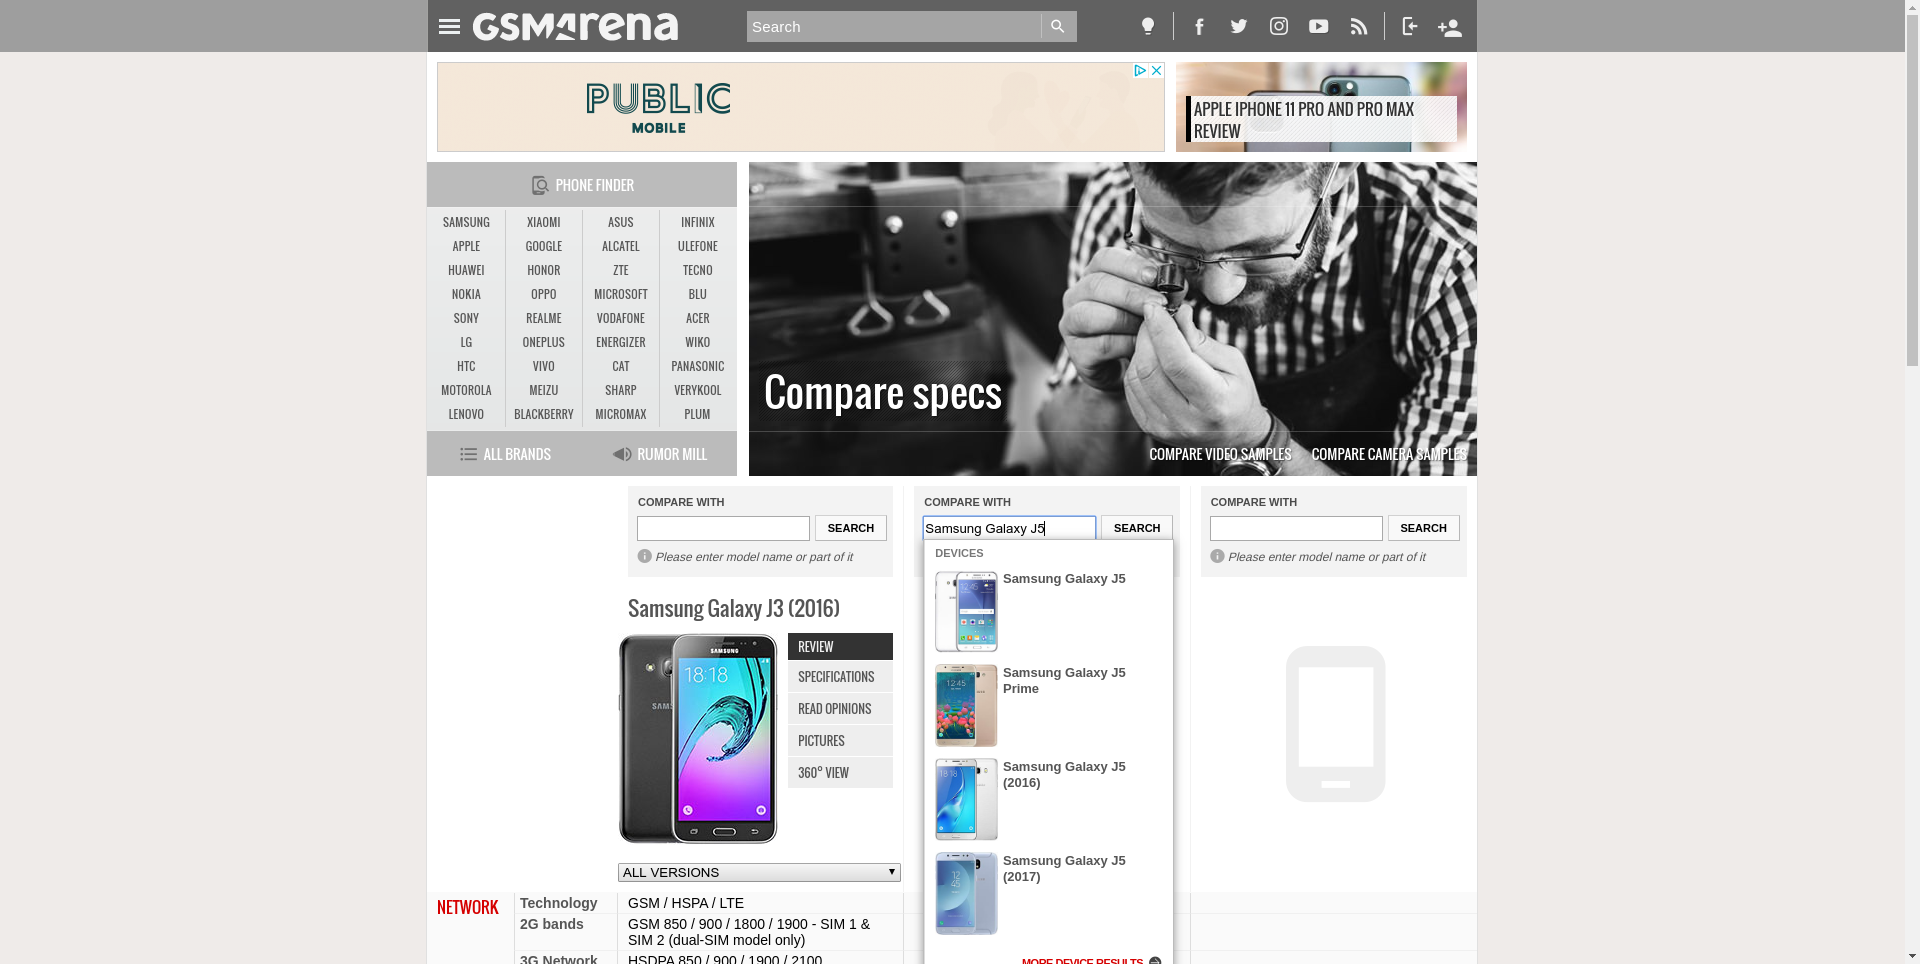 GSMArena
Search
PUBLIC
MOBILE
APPLE IPHONE 11 PRO AND PRO MAX
REVIEW
PHONE FINDER
SAMSUNG XIAOMI ASUS INFINIX
APPLE GOOGLE ALCATEL ULEFONE
HUAWEI HONOR ZTE TECNO
NOKIA OPPO MICROSOFT BLU
SONY REALME VODAFONE ACER
LG ONEPLUS ENERGIZER WIKO
HTC VIVO CAT PANASONIC
MOTOROLA MEIZU SHARP VERYKOOL
LENOVO BLACKBERRY MICROMAX PLUM
ALL BRANDS RUMOR MILL
Compare specs
COMPARE VIDEO SAMPLES COMPARE CAMERA SAMPLES
COMPARE WITH
SEARCH
Please enter model name or part of it
COMPARE WITH
Samsung Galaxy J5
SEARCH
COMPARE WITH
SEARCH
Please enter model name or part of it
DEVICES
Samsung Galaxy J5
Samsung Galaxy J5
Prime
Samsung Galaxy J5
(2016)
Samsung Galaxy J5
(2017)
MORE DEVICE RESULTS
Samsung Galaxy J3 (2016)
SAMSUNG
18:18
REVIEW
SPECIFICATIONS
READ OPINIONS
PICTURES
360° VIEW
ALL VERSIONS
NETWORK
Technology GSM / HSPA / LTE
2G bands GSM 850 / 900 / 1800 / 1900 - SIM 1 &
SIM 2 (dual-SIM model only)
3G Network HSDPA 850 / 900 / 1900 / 2100